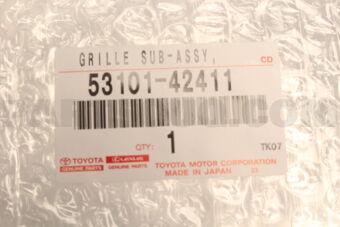 GRILLE SUB-ASSY,
CD
53101-42411
QTY:
1
TK07
TOYOTA
GENUINE PARTS
LEXUS
GENUINE PARTS
TOYOTA MOTOR CORPORATION
MADE IN JAPAN 23